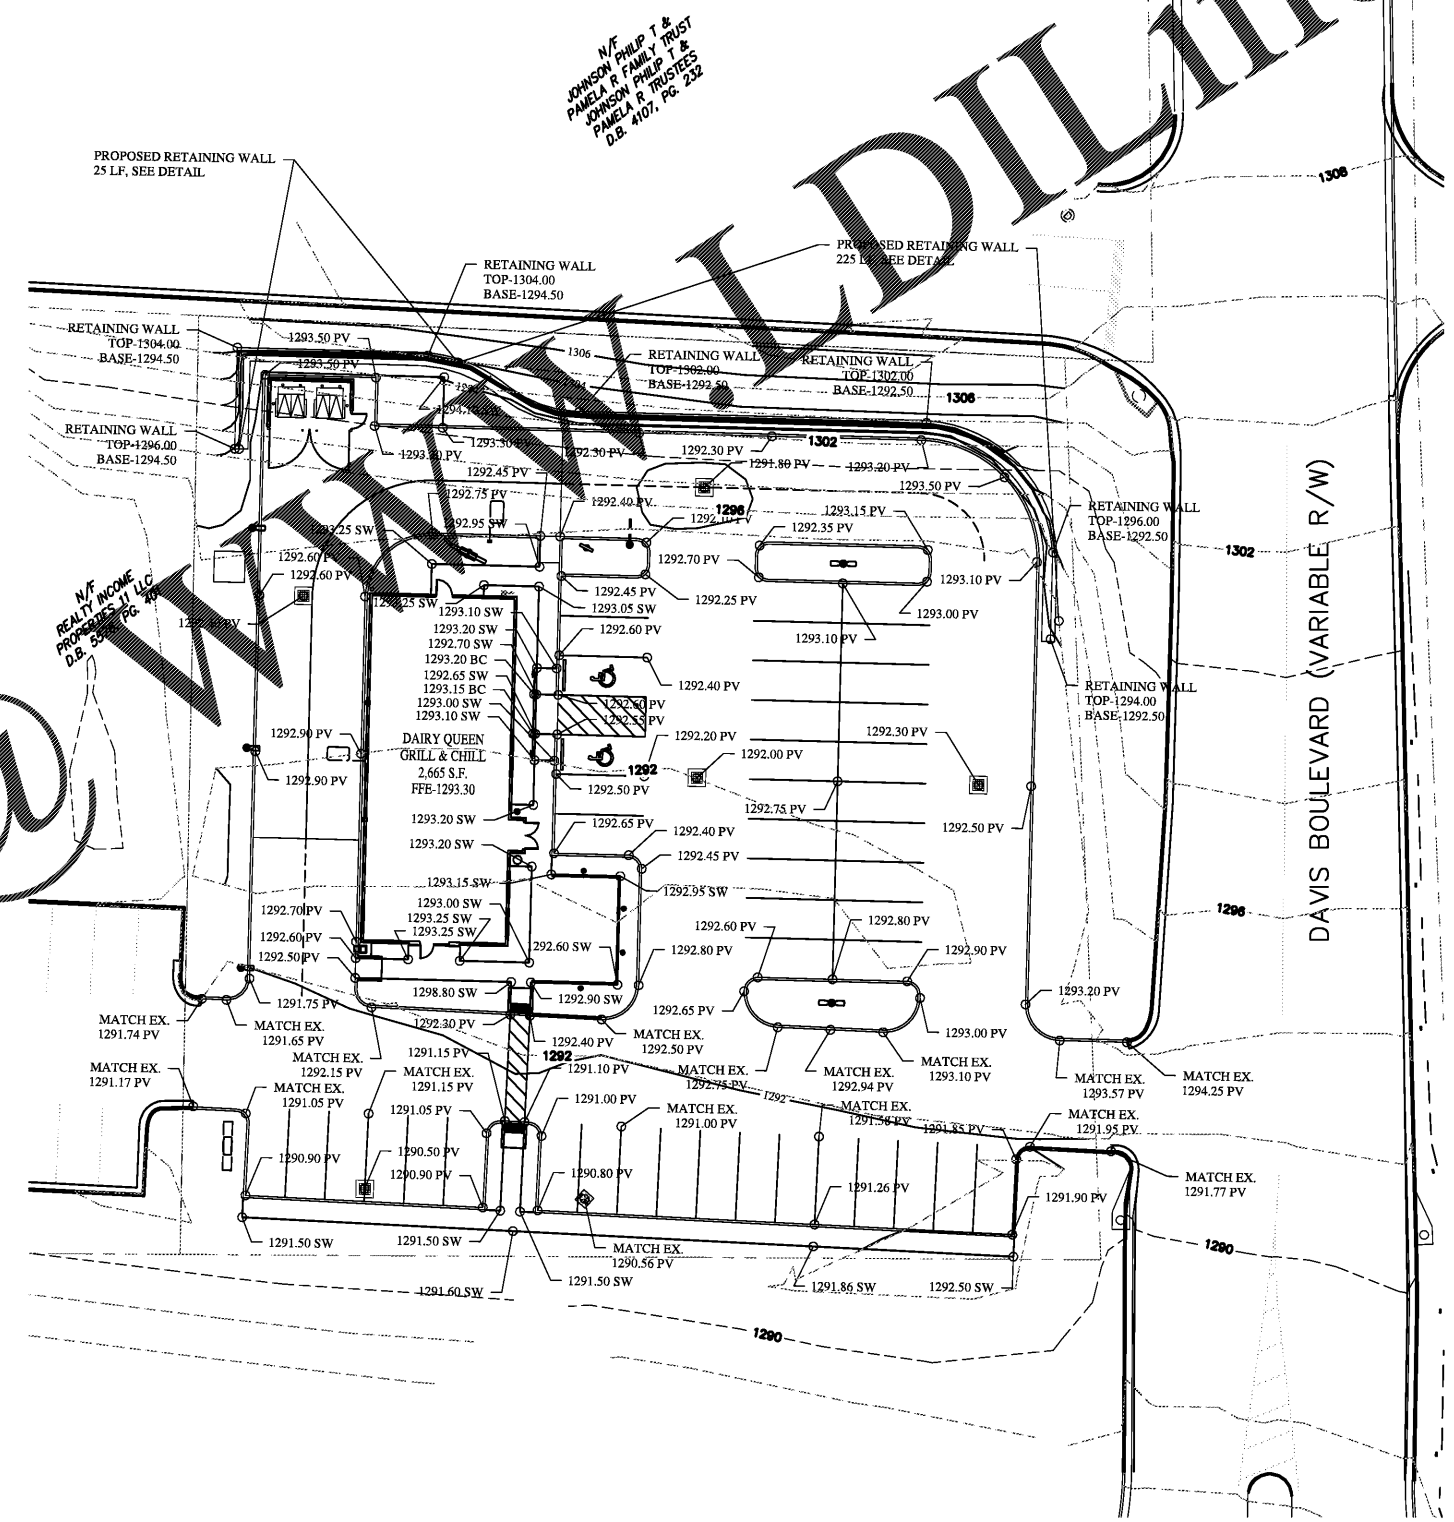 N/F
JOHNSON PHILIP T &
PAMELA R FAMILY TRUST
JOHNSON PHILIP T &
PAMELA R TRUSTEES
D.B. 4107, PG. 232
WWW.LDILin
@
1308
PROPOSED RETAINING WALL
25 LF, SEE DETAIL
PROPOSED RETAINING WALL
225 LF, SEE DETAIL
RETAINING WALL
TOP-1304.00
BASE-1294.50
RETAINING WALL
TOP-1304.00
BASE-1294.50
1293.50 PV
1293.50 PV
1306
RETAINING WALL
TOP-1302.00
BASE-1292.50
RETAINING WALL
TOP-1302.00
BASE-1292.50
1306
RETAINING WALL
TOP-1296.00
BASE-1294.50
1293.30 PV
1292.30 PV
1292.30 PV
1302
1292.45 PV
1291.80 PV
1293.20 PV
1293.50 PV
1292.75 PV
1292.40 PV
1296
1293.15 PV
RETAINING WALL
TOP-1296.00
BASE-1292.50
1292.95 SW
1292.35 PV
1302
1292.60 PV
1292.60 PV
1292.70 PV
1293.10 PV
1292.45 PV
1292.25 PV
1293.05 SW
1293.00 PV
1293.10 SW
1293.20 SW
1292.60 PV
1293.10 PV
1292.70 SW
1293.20 BC
1292.65 SW
1293.15 BC
1293.00 SW
1293.10 SW
1292.40 PV
1292.60 PV
1292.55 PV
RETAINING WALL
TOP-1294.00
BASE-1292.50
N/F
REALTY INCOME
PROPERTIES 11 LLC
DAVIS BOULEVARD (VARIABLE R/W)
1292.90 PV
1292.90 PV
DAIRY QUEEN
GRILL & CHILL
2,665 S.F.
FFE-1293.30
1292.20 PV
1292.30 PV
1292.00 PV
1292
1292.50 PV
1292.75 PV
1292.50 PV
1293.20 SW
1292.65 PV
1292.40 PV
1293.20 SW
1292.45 PV
1293.15 SW
1292.95 SW
1293.00 SW
1292.70 PV
1293.25 SW
1293.25 SW
1292.60 PV
1292.80 PV
1296
1292.60 PV
1292.60 SW
1292.80 PV
1292.90 PV
1292.50 PV
1298.80 SW
1292.90 SW
1291.75 PV
1292.65 PV
1293.20 PV
1293.00 PV
MATCH EX.
1291.74 PV
MATCH EX.
1291.65 PV
1292.30 PV
1292.40 PV
MATCH EX.
1292.50 PV
MATCH EX.
1292.15 PV
1291.15 PV
1292
1291.10 PV
MATCH EX.
1292.75 PV
MATCH EX.
1292.94 PV
MATCH EX.
1293.10 PV
MATCH EX.
1293.57 PV
MATCH EX.
1294.25 PV
MATCH EX.
1291.17 PV
MATCH EX.
1291.05 PV
MATCH EX.
1291.15 PV
1291.05 PV
1291.00 PV
1292
MATCH EX.
1291.00 PV
MATCH EX.
1291.58 PV
1291.85 PV
MATCH EX.
1291.95 PV
1290.90 PV
1290.50 PV
1290.90 PV
1290.80 PV
1291.26 PV
1291.90 PV
MATCH EX.
1291.77 PV
1291.50 SW
1291.50 SW
MATCH EX.
1290.56 PV
1290
1291.60 SW
1291.50 SW
1291.86 SW
1292.50 SW
1290